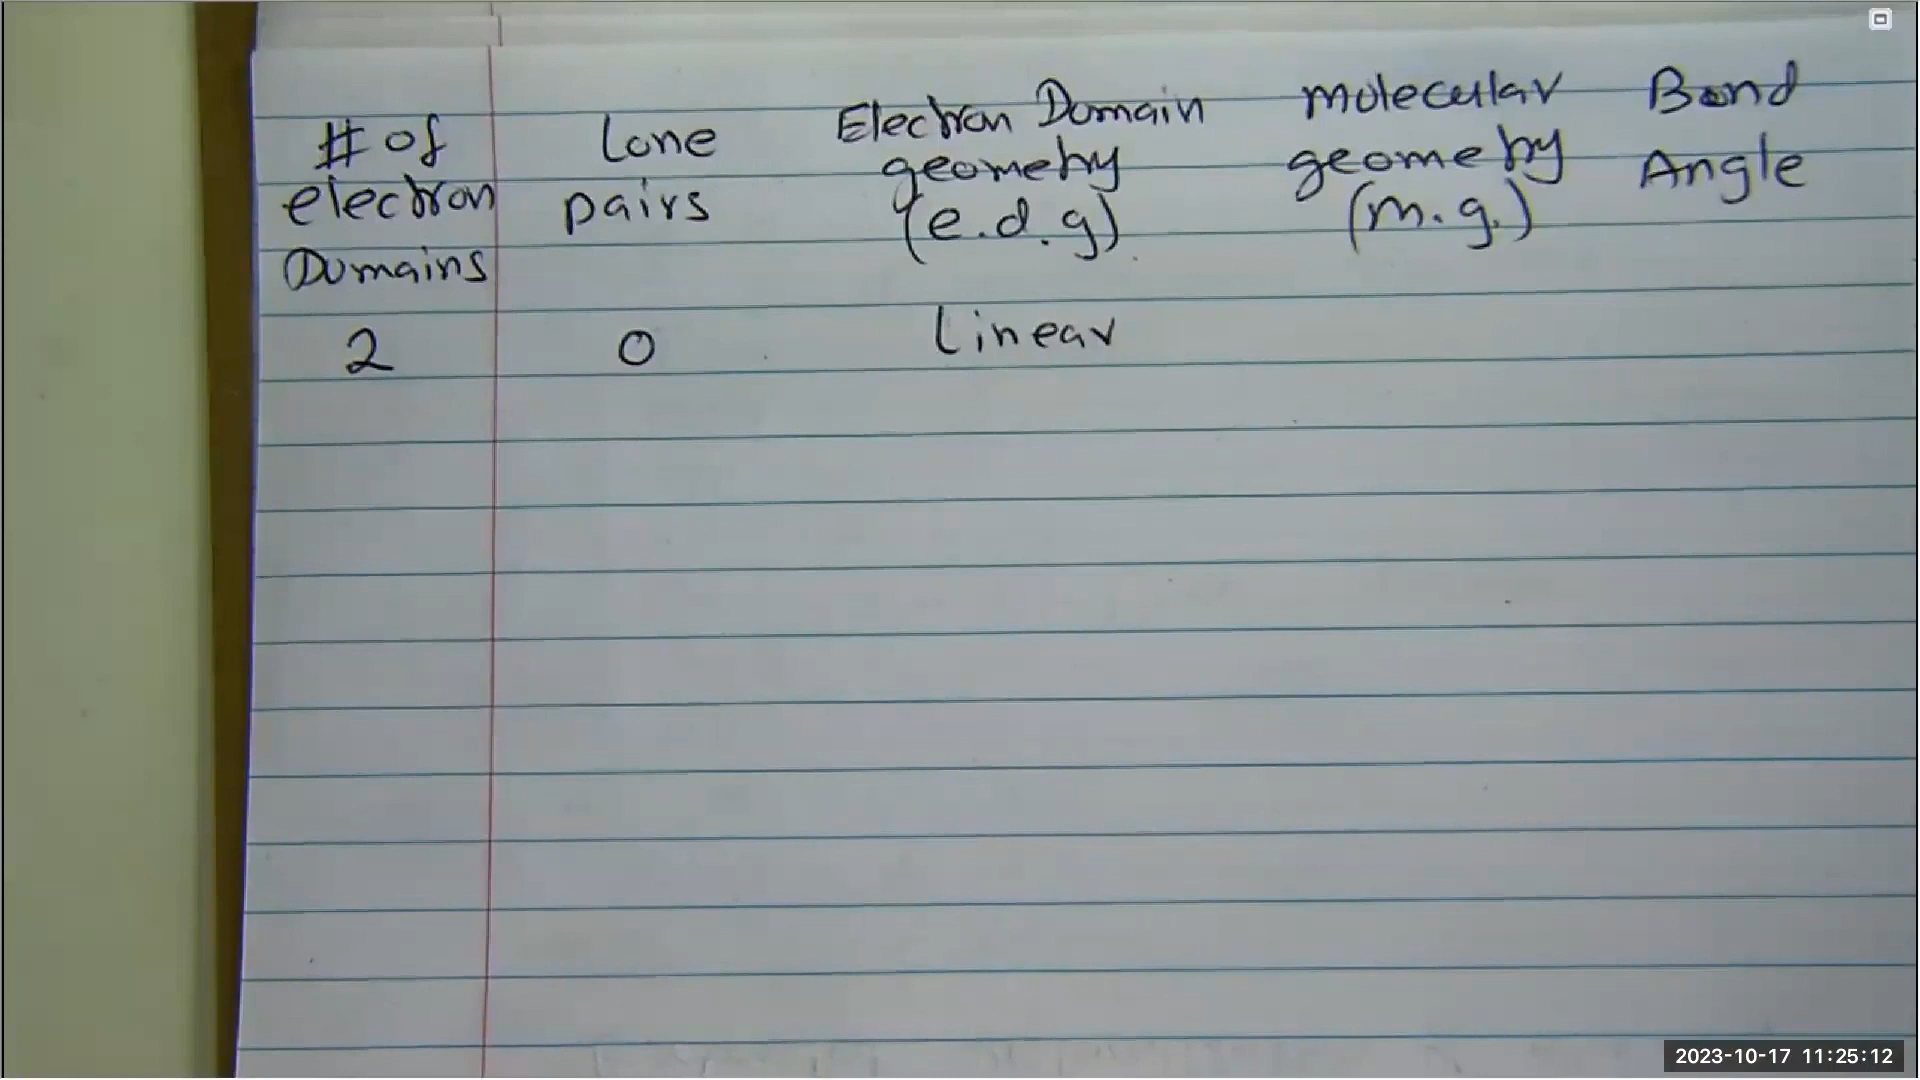 # of
electron
Domains
Lone
pairs
Electron Domain
geometry
(e.d.g)
molecular
geometry
(m.g.)
Bond
Angle
2 0 Linear
2023-10-17 11:25:12